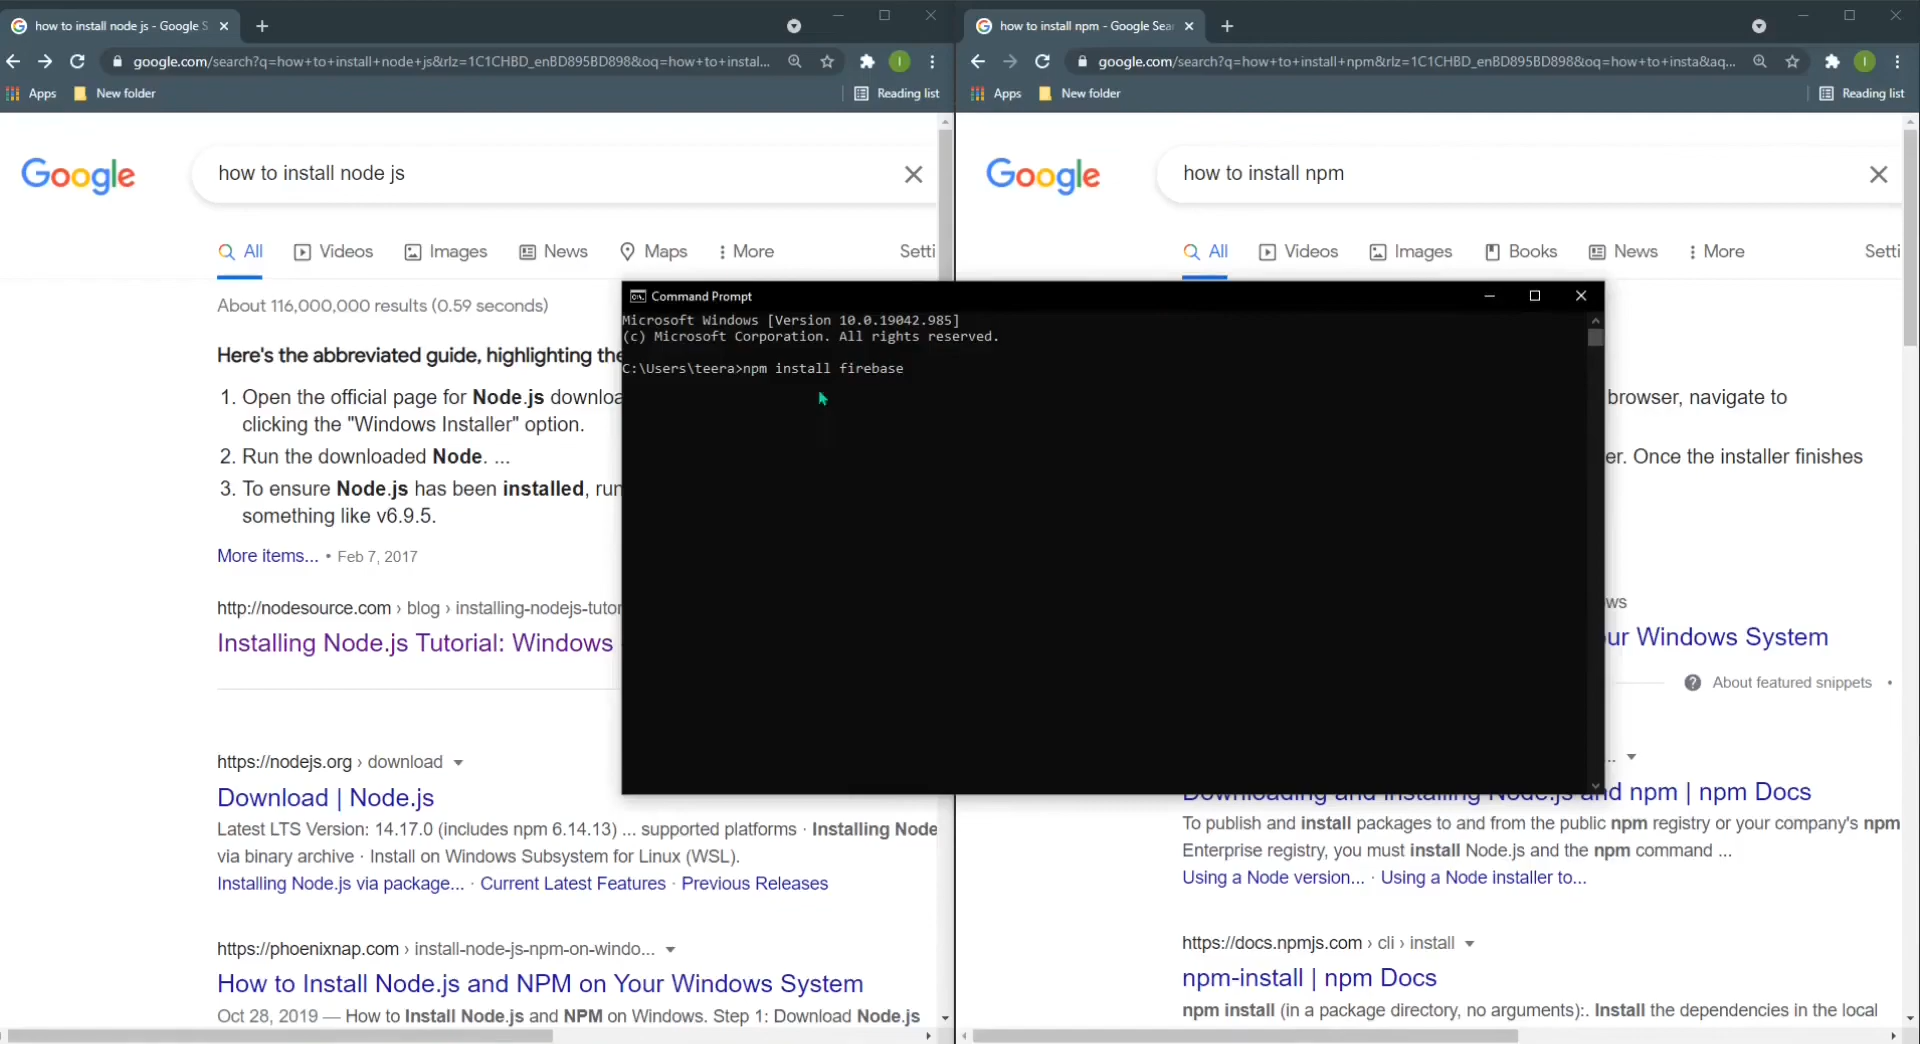 how to install node js - Google S
how to install npm - Google Sea
google.com/search?q=how+to+install+node+js&rlz=1C1CHBD_enBD895BD898&oq=how+to+instal...
google.com/search?q=how+to+install+npm&rlz=1C1CHBD_enBD895BD898&oq=how+to+insta&aq...
Apps New folder Reading list
Apps New folder Reading list
Google how to install node js
All Videos Images News Maps More Setti
About 116,000,000 results (0.59 seconds)
Here's the abbreviated guide, highlighting the
1. Open the official page for Node.js downloa
clicking the "Windows Installer" option.
2. Run the downloaded Node. ...
3. To ensure Node.js has been installed, run
something like v6.9.5.
More items... • Feb 7, 2017
http://nodesource.com › blog › installing-nodejs-tutor
Installing Node.js Tutorial: Windows
https://nodejs.org › download
Download | Node.js
Latest LTS Version: 14.17.0 (includes npm 6.14.13) ... supported platforms · Installing Node
via binary archive · Install on Windows Subsystem for Linux (WSL).
Installing Node.js via package... · Current Latest Features · Previous Releases
https://phoenixnap.com › install-node-js-npm-on-windo...
How to Install Node.js and NPM on Your Windows System
Oct 28, 2019 — How to Install Node.js and NPM on Windows. Step 1: Download Node.js
Command Prompt
Microsoft Windows [Version 10.0.19042.985]
(c) Microsoft Corporation. All rights reserved.
C:\Users\teera>npm install firebase
Google how to install npm
All Videos Images Books News More Setti
browser, navigate to
er. Once the installer finishes
ws
ur Windows System
About featured snippets •
...
Downloading and installing Node.js and npm | npm Docs
To publish and install packages to and from the public npm registry or your company's npm
Enterprise registry, you must install Node.js and the npm command ...
Using a Node version... · Using a Node installer to...
https://docs.npmjs.com › cli › install
npm-install | npm Docs
npm install (in a package directory, no arguments):. Install the dependencies in the local